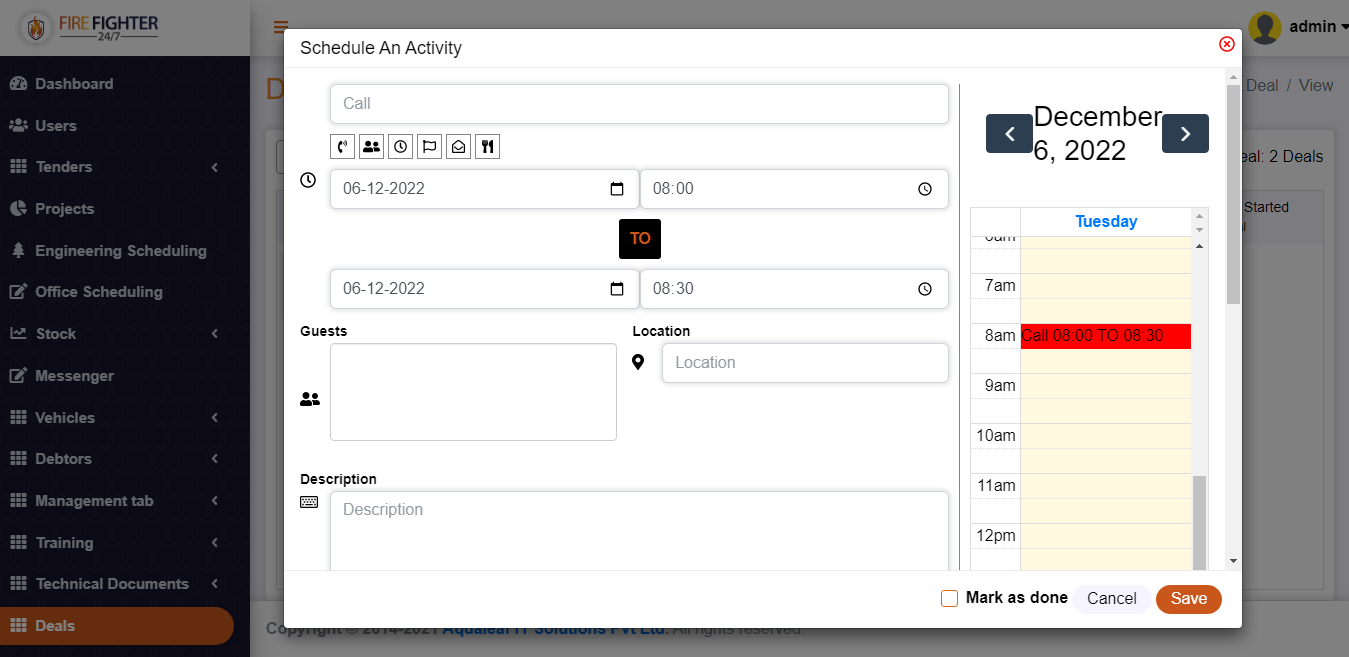 FIREFIGHTER
24/7
admin
Schedule An Activity
Dashboard
Users
Tenders
Projects
Engineering Scheduling
Office Scheduling
Stock
Messenger
Vehicles
Debtors
Management tab
Training
Technical Documents
Deals
D
Deal / View
eal: 2 Deals
Started
Call
06-12-2022
08:00
TO
06-12-2022
08:30
Guests
Location
Location
Description
Description
December
6, 2022
Tuesday
6am
7am
8am
Call 08:00 TO 08:30
9am
10am
11am
12pm
Mark as done
Cancel
Save
Copyright © 2014-2021 Aqualeaf IT Solutions Pvt Ltd. All rights reserved.